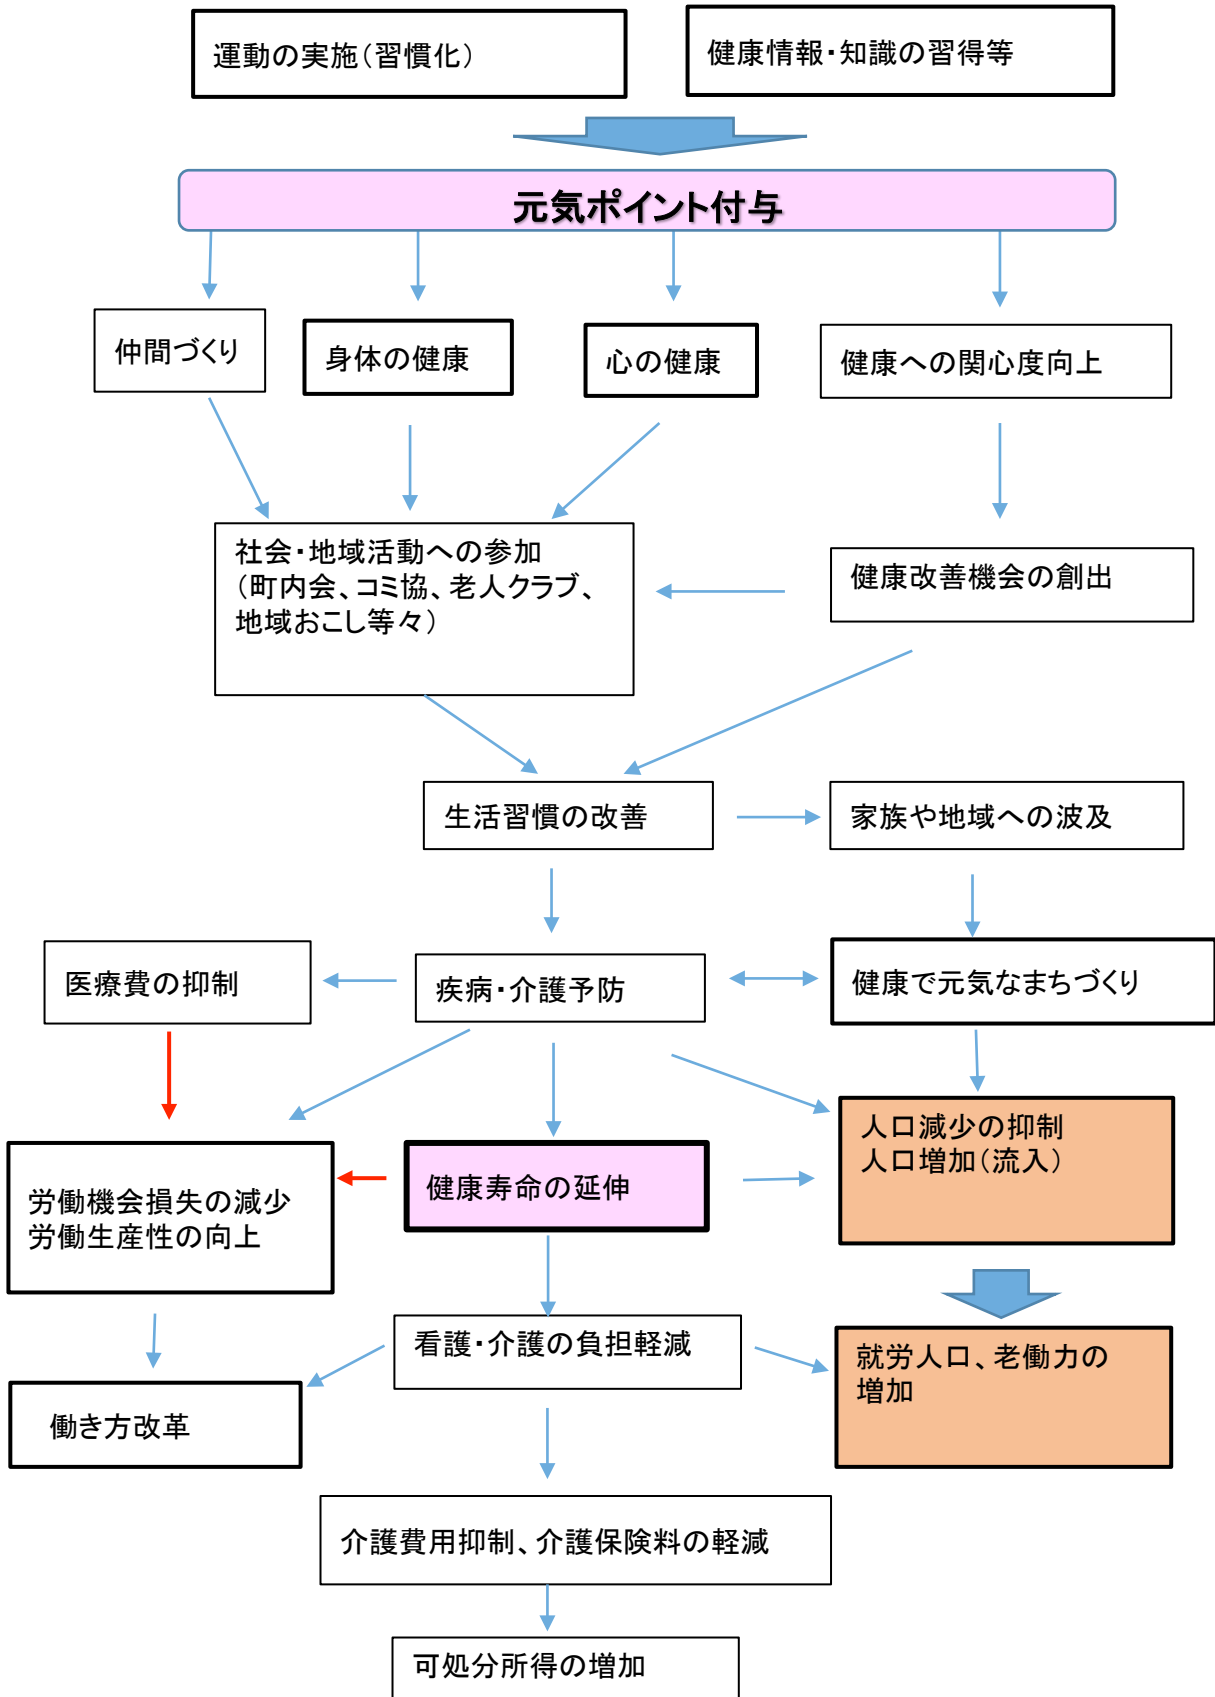 運動の実施（習慣化）
健康情報・知識の習得等
元気ポイント付与
仲間づくり
身体の健康
心の健康
健康への関心度向上
社会・地域活動への参加
（町内会、コミ協、老人クラブ、
地域おこし等々）
健康改善機会の創出
生活習慣の改善
家族や地域への波及
医療費の抑制
疾病・介護予防
健康で元気なまちづくり
人口減少の抑制
人口増加（流入）
労働機会損失の減少
労働生産性の向上
健康寿命の延伸
看護・介護の負担軽減
就労人口、老働力の
増加
働き方改革
介護費用抑制、介護保険料の軽減
可処分所得の増加